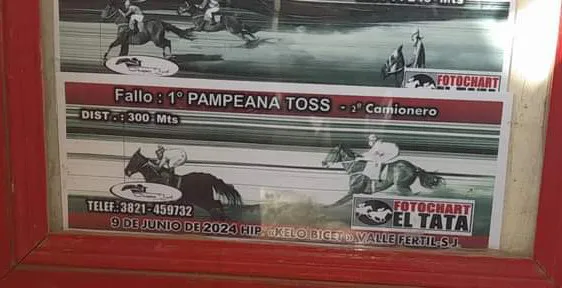 Mts
FOTOCHART
Fallo : 1° PAMPEANA TOSS - 2° Camionero
DIST . : 300 Mts
TELEF.: 3821-459732
FOTOCHART
EL TATA
9 DE JUNIO DE 2024 HIP. «KELO BICET» VALLE FERTIL S.J.